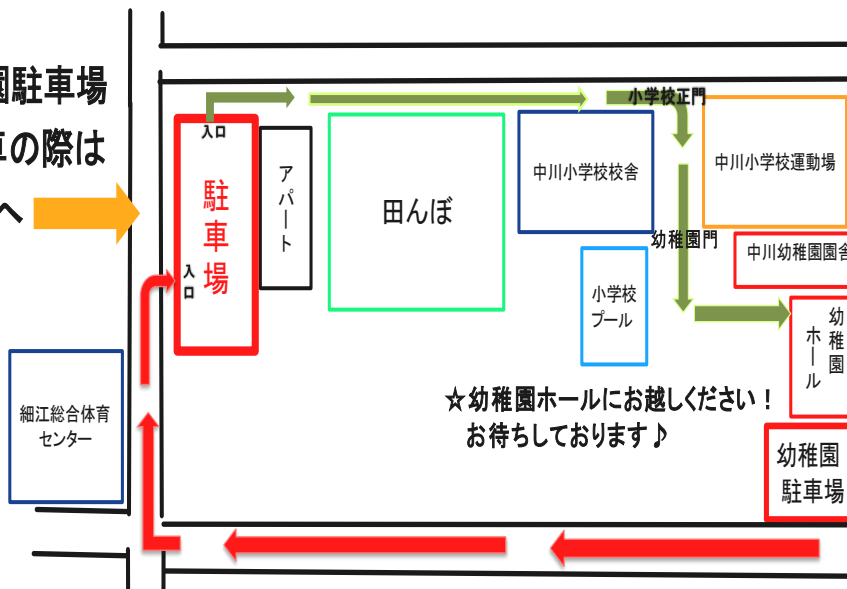 園駐車場
車の際は
へ
入口
駐車場
入口
アパート
田んぼ
小学校正門
中川小学校校舎
中川小学校運動場
幼稚園門
中川幼稚園園舎
小学校
プール
幼稚園
ホール
細江総合体育
センター
☆幼稚園ホールにお越しください！
お待ちしております♪
幼稚園
駐車場